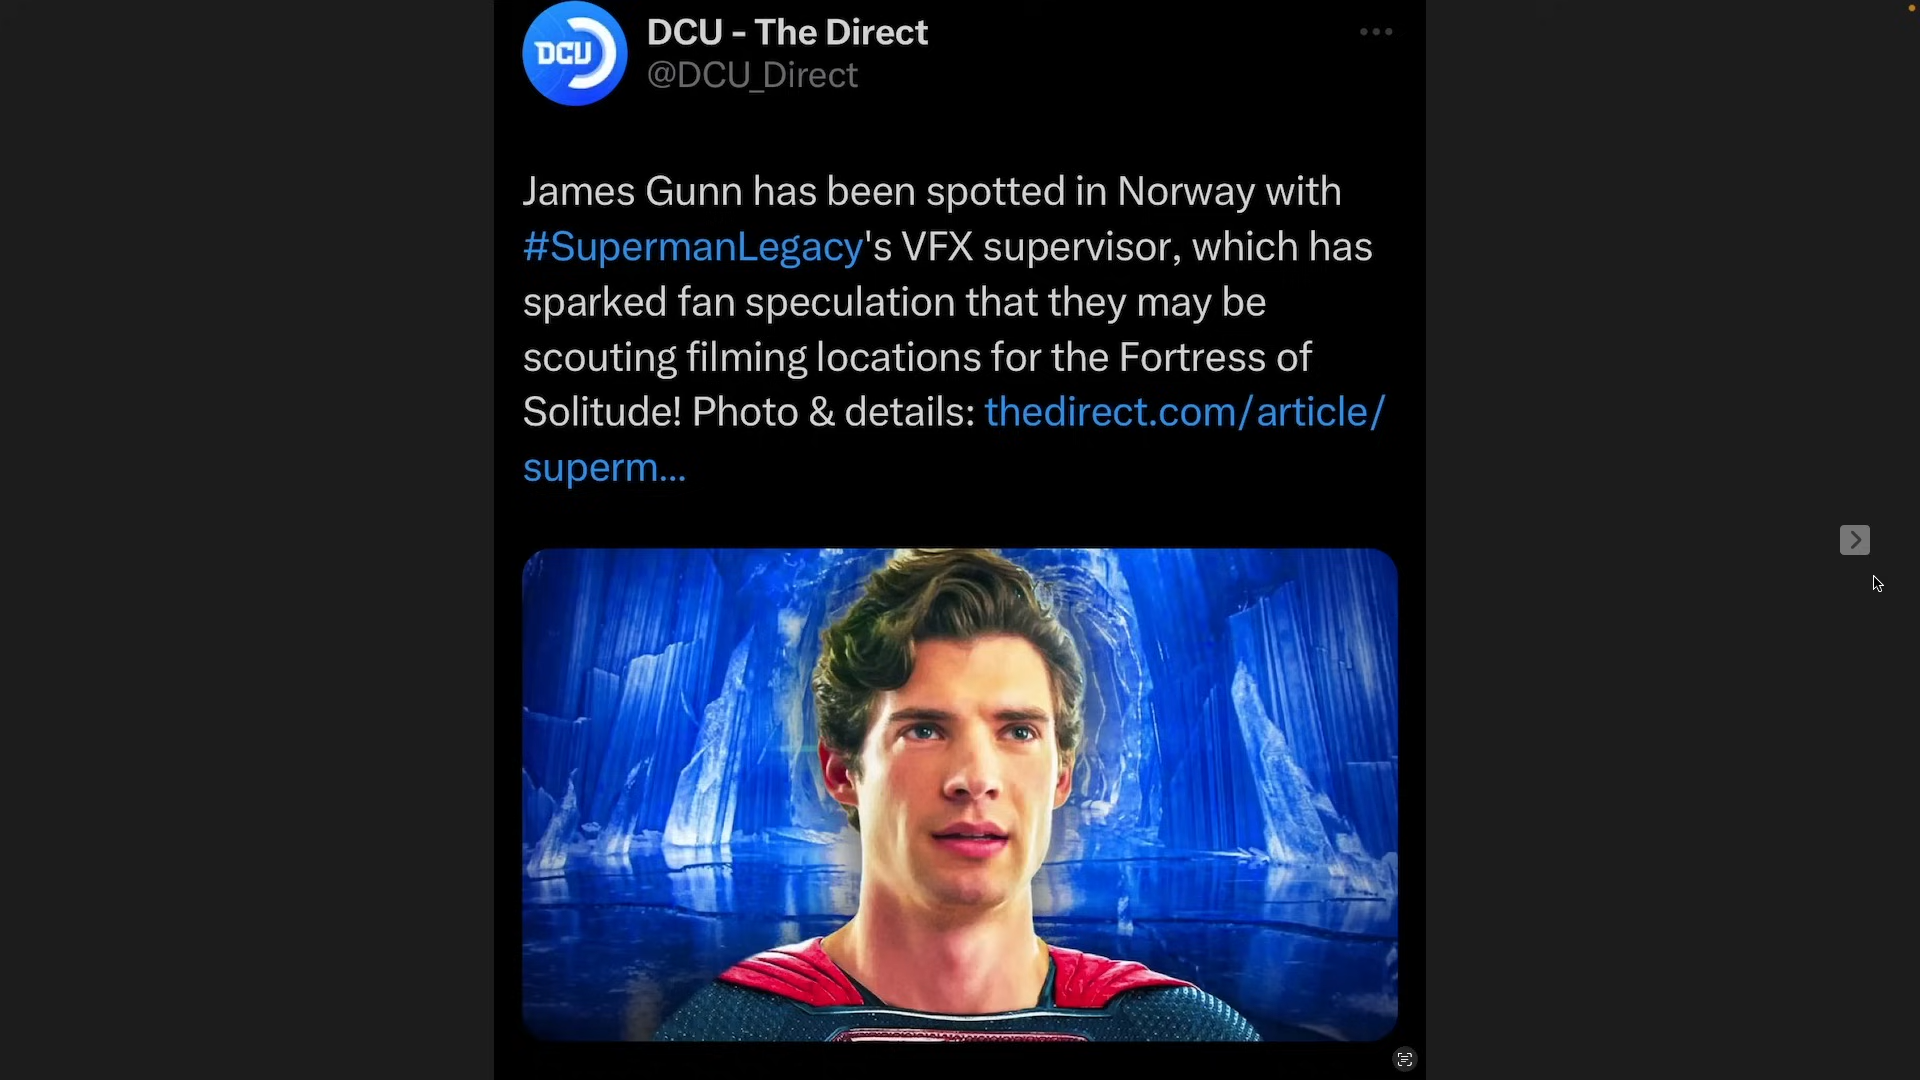 DCU
DCU - The Direct
@DCU_Direct
James Gunn has been spotted in Norway with
#SupermanLegacy's VFX supervisor, which has
sparked fan speculation that they may be
scouting filming locations for the Fortress of
Solitude! Photo & details: thedirect.com/article/
superm...